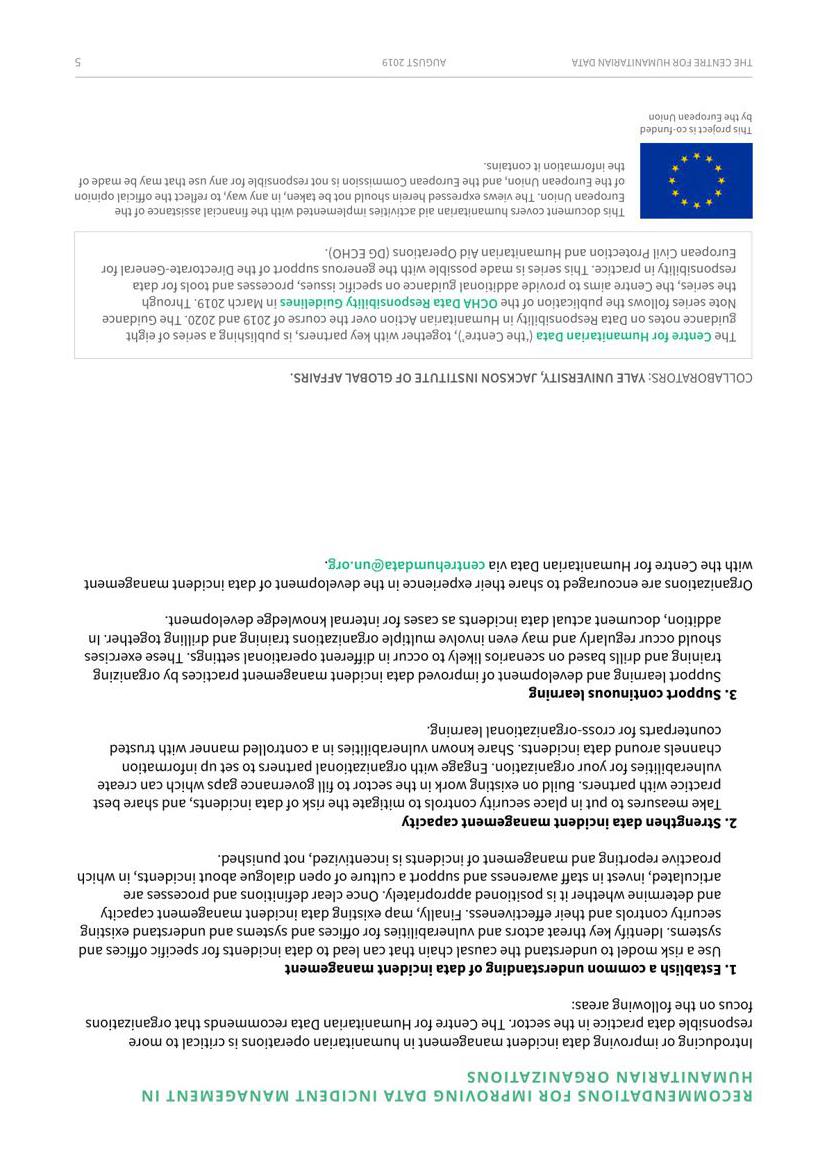 RECOMMENDATIONS FOR IMPROVING DATA INCIDENT MANAGEMENT IN
HUMANITARIAN ORGANIZATIONS
Introducing or improving data incident management in humanitarian operations is critical to more
responsible data practice in the sector. The Centre for Humanitarian Data recommends that organizations
focus on the following areas:
1. Establish a common understanding of data incident management
Use a risk model to understand the causal chain that can lead to data incidents for specific offices and
systems. Identify key threat actors and vulnerabilities for offices and systems and understand existing
security controls and their effectiveness. Finally, map existing data incident management capacity
and determine whether it is positioned appropriately. Once clear definitions and processes are
articulated, invest in staff awareness and support a culture of open dialogue about incidents, in which
proactive reporting and management of incidents is incentivized, not punished.
2. Strengthen data incident management capacity
Take measures to put in place security controls to mitigate the risk of data incidents, and share best
practice with partners. Build on existing work in the sector to fill governance gaps which can create
vulnerabilities for your organization. Engage with organizational partners to set up information
channels around data incidents. Share known vulnerabilities in a controlled manner with trusted
counterparts for cross-organizational learning.
3. Support continuous learning
Support learning and development of improved data incident management practices by organizing
training and drills based on scenarios likely to occur in different operational settings. These exercises
should occur regularly and may even involve multiple organizations training and drilling together. In
addition, document actual data incidents as cases for internal knowledge development.
Organizations are encouraged to share their experience in the development of data incident management
with the Centre for Humanitarian Data via centrehumdata@un.org.
COLLABORATORS: YALE UNIVERSITY, JACKSON INSTITUTE OF GLOBAL AFFAIRS.
The Centre for Humanitarian Data ('the Centre'), together with key partners, is publishing a series of eight
guidance notes on Data Responsibility in Humanitarian Action over the course of 2019 and 2020. The Guidance
Note series follows the publication of the OCHA Data Responsibility Guidelines in March 2019. Through
the series, the Centre aims to provide additional guidance on specific issues, processes and tools for data
responsibility in practice. This series is made possible with the generous support of the Directorate-General for
European Civil Protection and Humanitarian Aid Operations (DG ECHO).
This document covers humanitarian aid activities implemented with the financial assistance of the
European Union. The views expressed herein should not be taken, in any way, to reflect the official opinion
of the European Union, and the European Commission is not responsible for any use that may be made of
the information it contains.
This project is co-funded
by the European Union
THE CENTRE FOR HUMANITARIAN DATA
AUGUST 2019
5